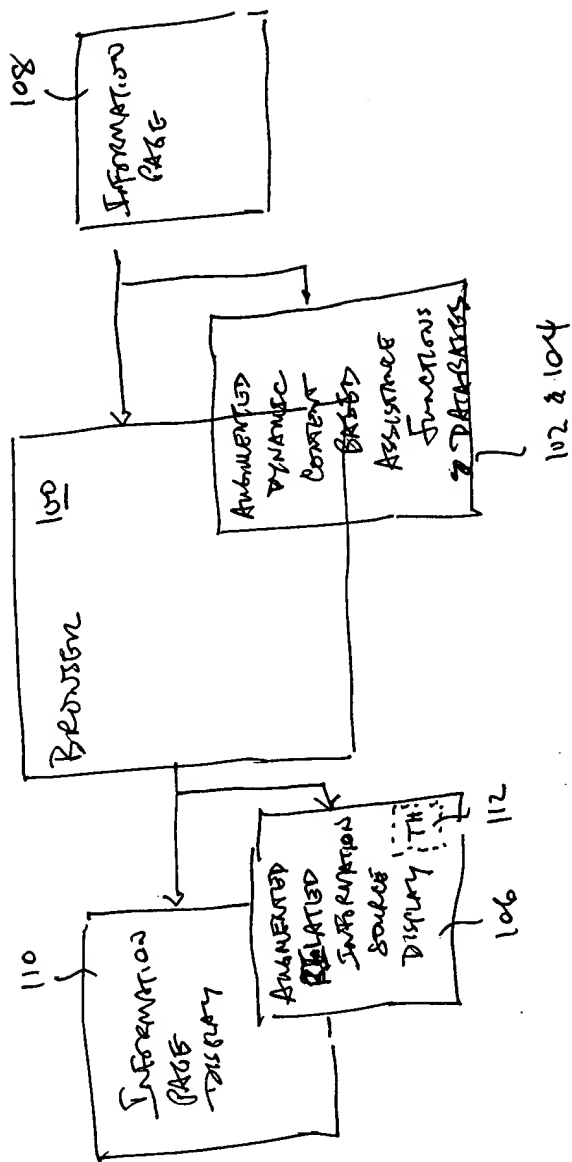 110
INFORMATION
PAGE
DISPLAY
AUGMENTED
RELATED
INFORMATION
SOURCE
DISPLAY
TH
112
106
BROWSER
100
AUGMENTED
DYNAMIC
CONTENT
BASED
ASSISTANCE
FUNCTIONS
& DATABASES
102 & 104
108
INFORMATION
PAGE